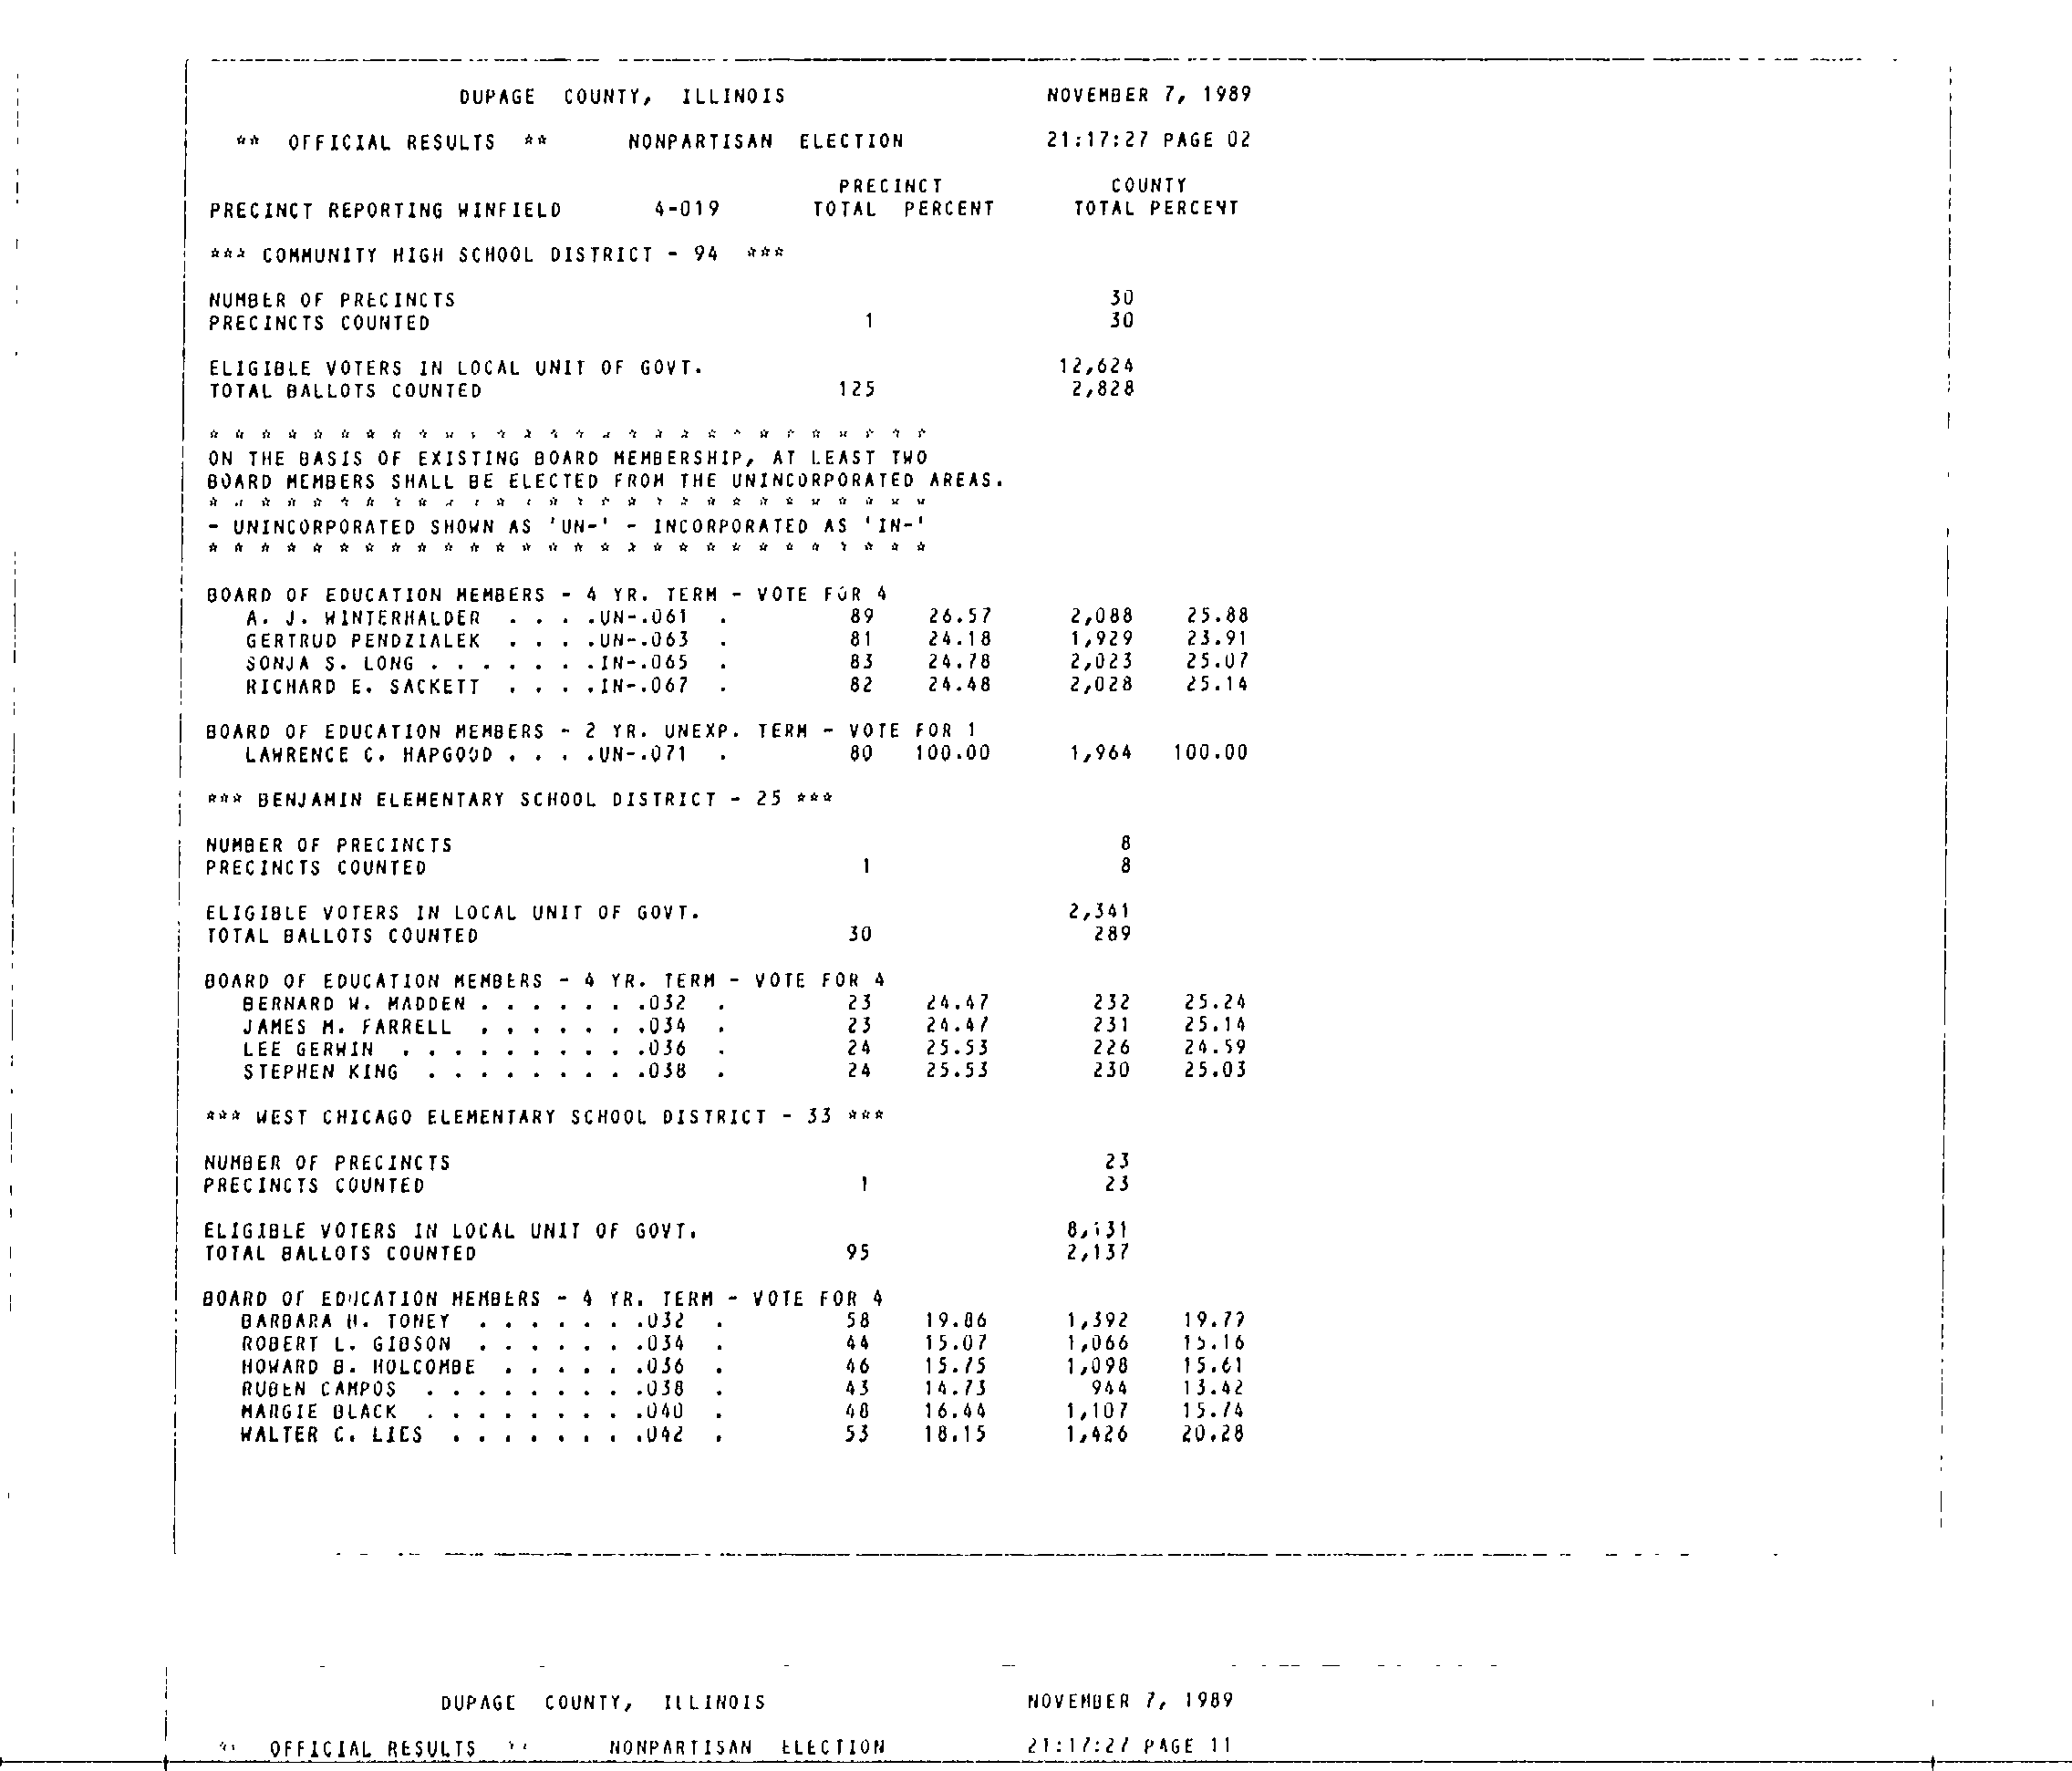 DUPAGE COUNTY, ILLINOIS NOVEMBER 7, 1989
** OFFICIAL RESULTS ** NONPARTISAN ELECTION 21:17:27 PAGE 02
PRECINCT COUNTY
PRECINCT REPORTING WINFIELD 4-019 TOTAL PERCENT TOTAL PERCENT
*** COMMUNITY HIGH SCHOOL DISTRICT - 94 ***
NUMBER OF PRECINCTS 30
PRECINCTS COUNTED 1 30
ELIGIBLE VOTERS IN LOCAL UNIT OF GOVT. 12,624
TOTAL BALLOTS COUNTED 125 2,828
* * * * * * * * * * * * * * * * * * * * * * * * * * * *
ON THE BASIS OF EXISTING BOARD MEMBERSHIP, AT LEAST TWO
BOARD MEMBERS SHALL BE ELECTED FROM THE UNINCORPORATED AREAS.
* * * * * * * * * * * * * * * * * * * * * * * * * * * *
- UNINCORPORATED SHOWN AS 'UN-' - INCORPORATED AS 'IN-'
* * * * * * * * * * * * * * * * * * * * * * * * * * * *
BOARD OF EDUCATION MEMBERS - 4 YR. TERM - VOTE FOR 4
A. J. WINTERHALDER . . . .UN-.061 . 89 26.57 2,088 25.88
GERTRUD PENDZIALEK . . . .UN-.063 . 81 24.18 1,929 23.91
SONJA S. LONG . . . . . . .IN-.065 . 83 24.78 2,023 25.07
RICHARD E. SACKETT . . . .IN-.067 . 82 24.48 2,028 25.14
BOARD OF EDUCATION MEMBERS - 2 YR. UNEXP. TERM - VOTE FOR 1
LAWRENCE C. HAPGOOD . . . .UN-.071 . 80 100.00 1,964 100.00
*** BENJAMIN ELEMENTARY SCHOOL DISTRICT - 25 ***
NUMBER OF PRECINCTS 8
PRECINCTS COUNTED 1 8
ELIGIBLE VOTERS IN LOCAL UNIT OF GOVT. 2,341
TOTAL BALLOTS COUNTED 30 289
BOARD OF EDUCATION MEMBERS - 4 YR. TERM - VOTE FOR 4
BERNARD W. MADDEN . . . . . . .032 . 23 24.47 232 25.24
JAMES M. FARRELL . . . . . . .034 . 23 24.47 231 25.14
LEE GERWIN . . . . . . . . . .036 . 24 25.53 226 24.59
STEPHEN KING . . . . . . . . .038 . 24 25.53 230 25.03
*** WEST CHICAGO ELEMENTARY SCHOOL DISTRICT - 33 ***
NUMBER OF PRECINCTS 23
PRECINCTS COUNTED 1 23
ELIGIBLE VOTERS IN LOCAL UNIT OF GOVT. 8,131
TOTAL BALLOTS COUNTED 95 2,137
BOARD OF EDUCATION MEMBERS - 4 YR. TERM - VOTE FOR 4
BARBARA H. TONEY . . . . . . .032 . 58 19.86 1,392 19.79
ROBERT L. GIBSON . . . . . . .034 . 44 15.07 1,066 15.16
HOWARD B. HOLCOMBE . . . . . .036 . 46 15.75 1,098 15.61
RUBEN CAMPOS . . . . . . . . .038 . 43 14.73 944 13.42
MARGIE BLACK . . . . . . . . .040 . 48 16.44 1,107 15.74
WALTER C. LIES . . . . . . . .042 . 53 18.15 1,426 20.28
DUPAGE COUNTY, ILLINOIS NOVEMBER 7, 1989
** OFFICIAL RESULTS ** NONPARTISAN ELECTION 21:17:27 PAGE 11